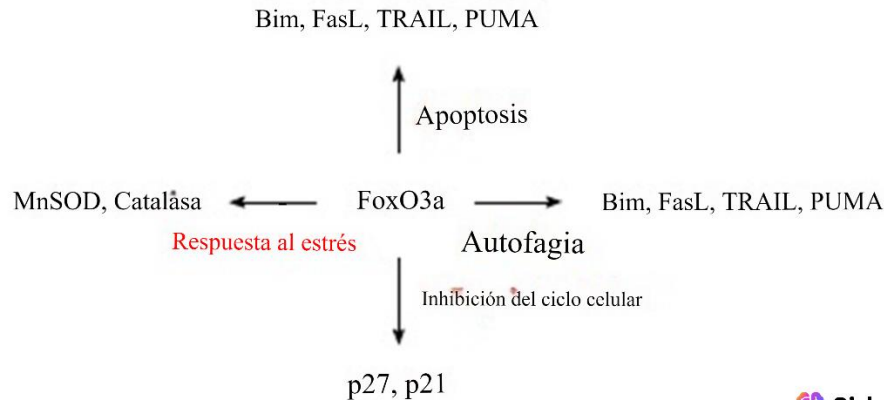 Bim, FasL, TRAIL, PUMA
Apoptosis
MnSOD, Catalasa
FoxO3a
Bim, FasL, TRAIL, PUMA
Respuesta al estrés
Autofagia
Inhibición del ciclo celular
p27, p21